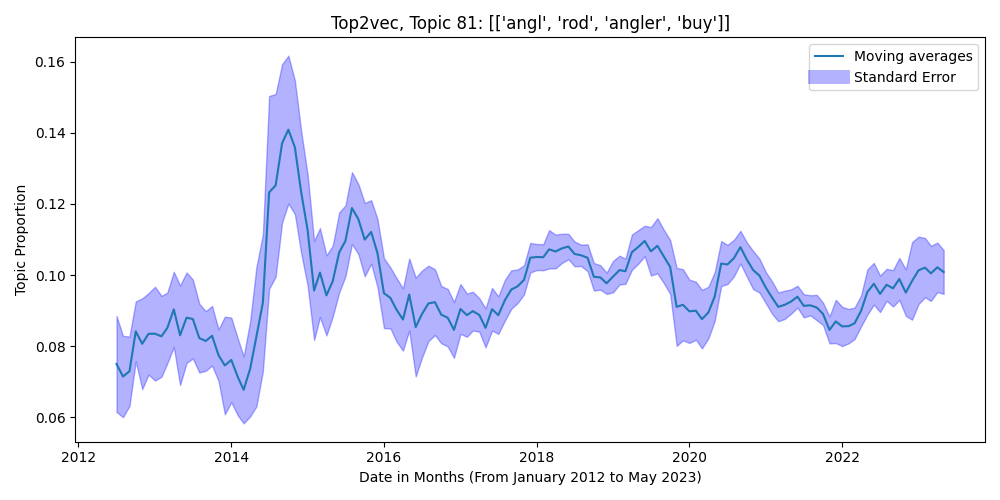 Top2vec, Topic 81: [['angl', 'rod', 'angler', 'buy']]
Moving averages
Standard Error
0.16
0.14
0.12
0.10
0.08
0.06
Topic Proportion
2012
2014
2016
2018
2020
2022
Date in Months (From January 2012 to May 2023)